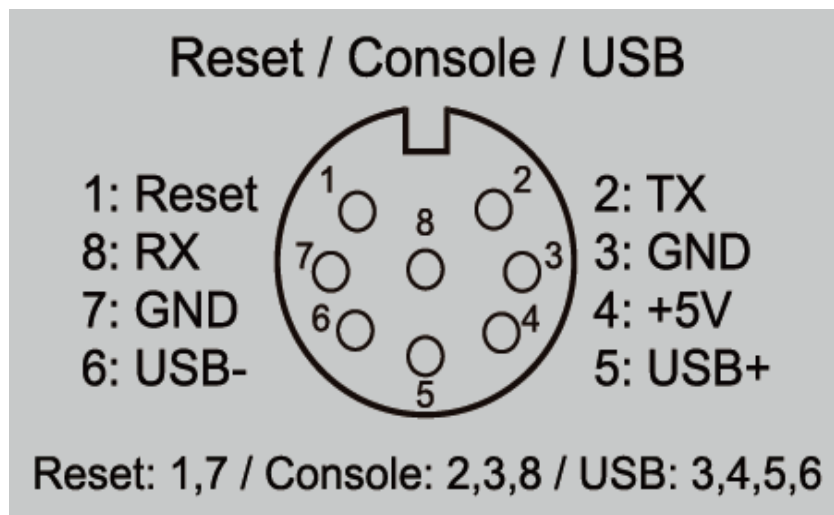 Reset / Console / USB
1: Reset
8: RX
7: GND
6: USB-
1
2
8
7
3
6
4
5
2: TX
3: GND
4: +5V
5: USB+
Reset: 1,7 / Console: 2,3,8 / USB: 3,4,5,6